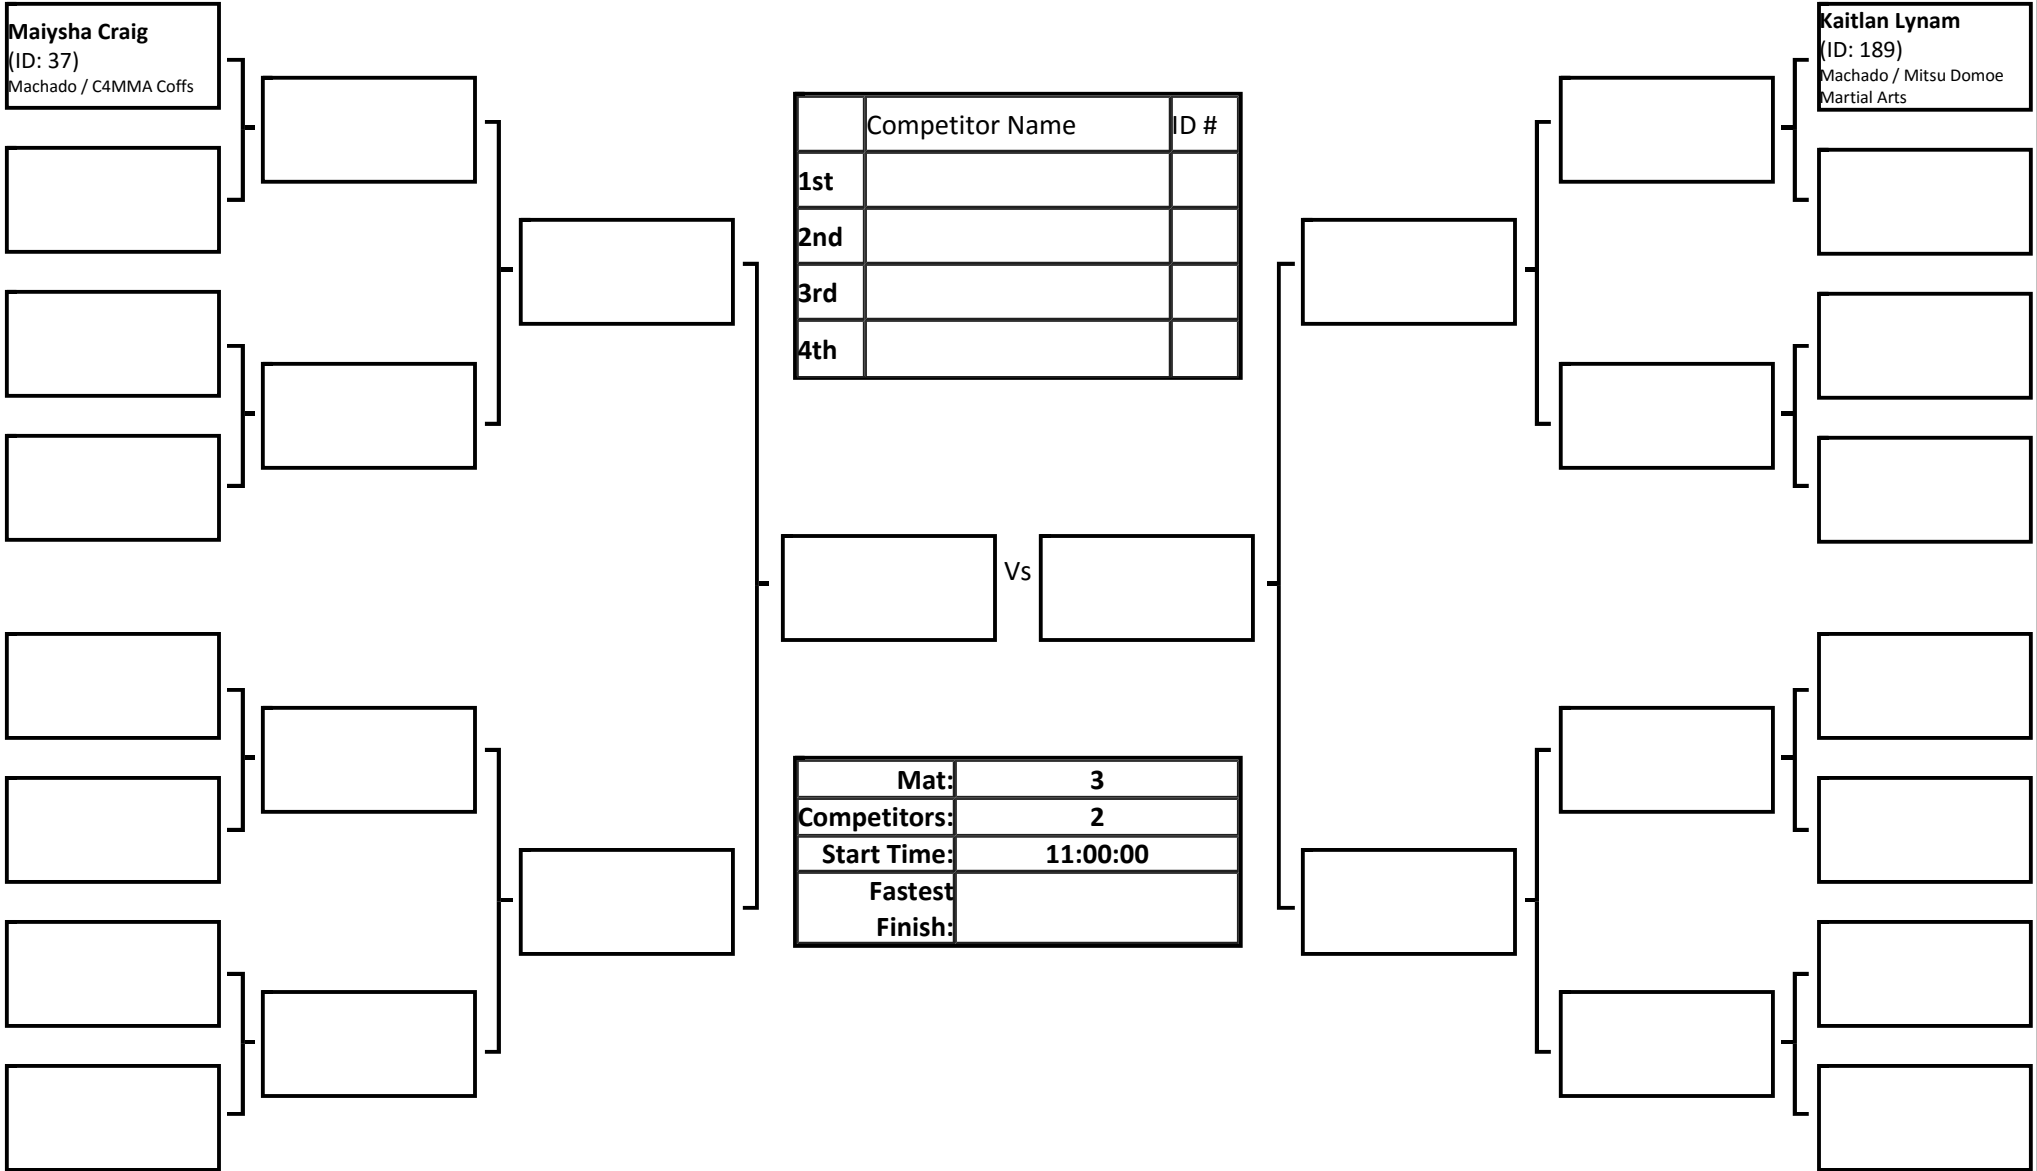 Maiysha Craig
(ID: 37)
Machado / C4MMA Coffs
Kaitlan Lynam
(ID: 189)
Machado / Mitsu Domoe
Martial Arts
Competitor Name ID #
1st
2nd
3rd
4th
Vs
Mat: 3
Competitors: 2
Start Time: 11:00:00
Fastest
Finish: